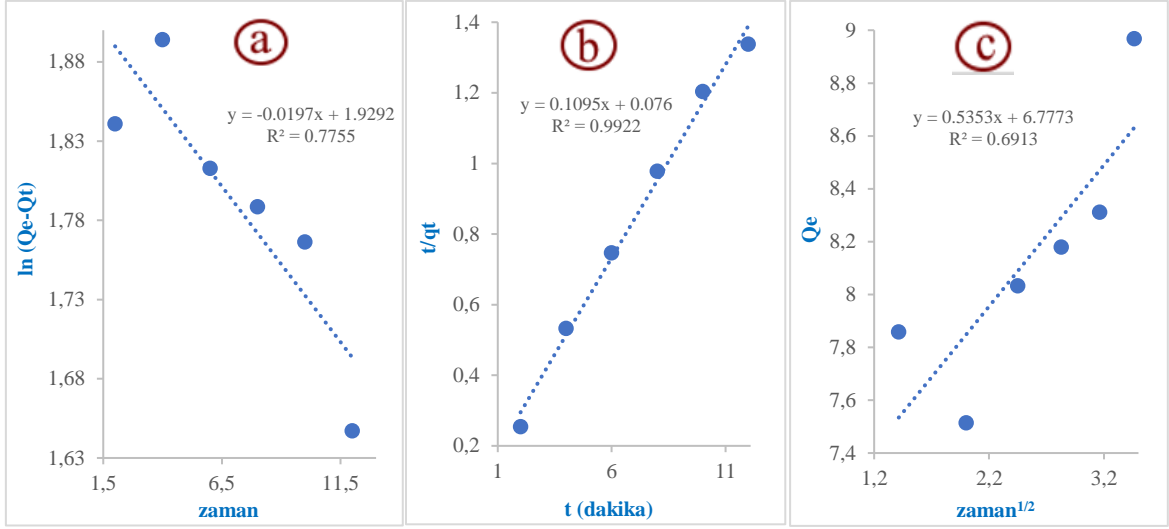 a
y = -0.0197x + 1.9292
R² = 0.7755
ln (Qe-Qt)
1,88
1,83
1,78
1,73
1,68
1,63
1,5 6,5 11,5
zaman
b
y = 0.1095x + 0.076
R² = 0.9922
t/qt
1,4
1,2
1
0,8
0,6
0,4
0,2
1 6 11
t (dakika)
c
y = 0.5353x + 6.7773
R² = 0.6913
Qe
9
8,8
8,6
8,4
8,2
8
7,8
7,6
7,4
1,2 2,2 3,2
zaman¹/²